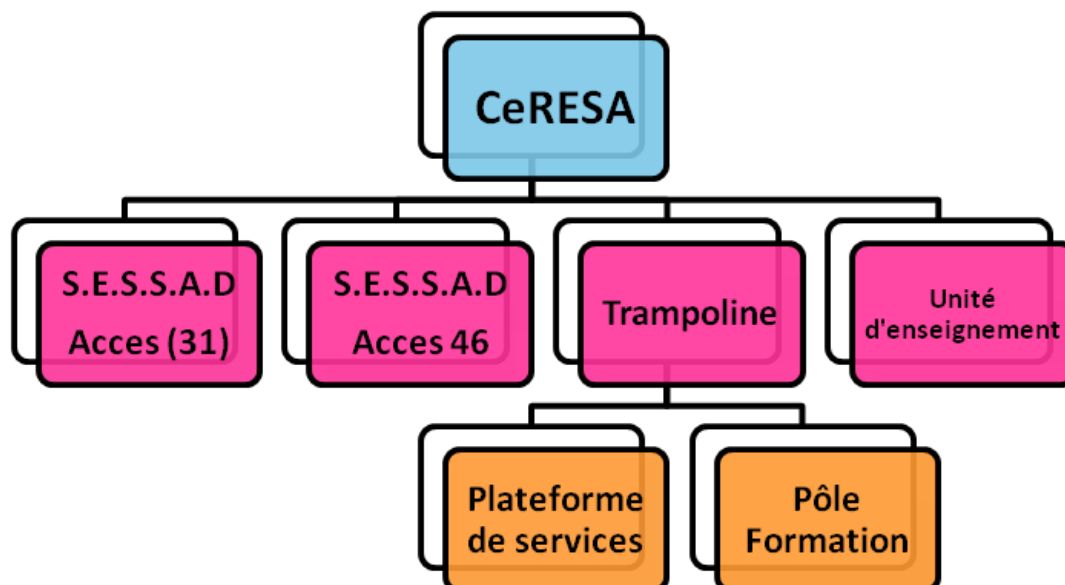 CeRESA
S.E.S.S.A.D
Acces (31)
S.E.S.S.A.D
Acces 46
Trampoline
Unité
d'enseignement
Plateforme
de services
Pôle
Formation